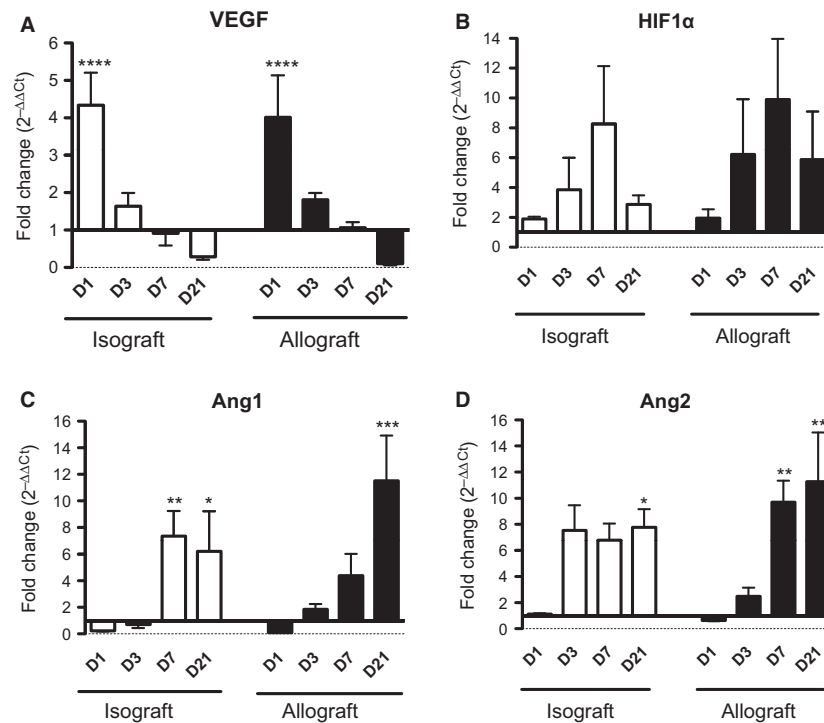 A
VEGF
Fold change (2–ΔΔCt)
6
5
4
3
2
1
0
****
****
D1 D3 D7 D21 D1 D3 D7 D21
Isograft Allograft
B
HIF1α
Fold change (2–ΔΔCt)
14
12
10
8
6
4
2
0
D1 D3 D7 D21 D1 D3 D7 D21
Isograft Allograft
C
Ang1
Fold change (2–ΔΔCt)
16
14
12
10
8
6
4
2
0
** * ***
D1 D3 D7 D21 D1 D3 D7 D21
Isograft Allograft
D
Ang2
Fold change (2–ΔΔCt)
16
14
12
10
8
6
4
2
0
* ** **
D1 D3 D7 D21 D1 D3 D7 D21
Isograft Allograft